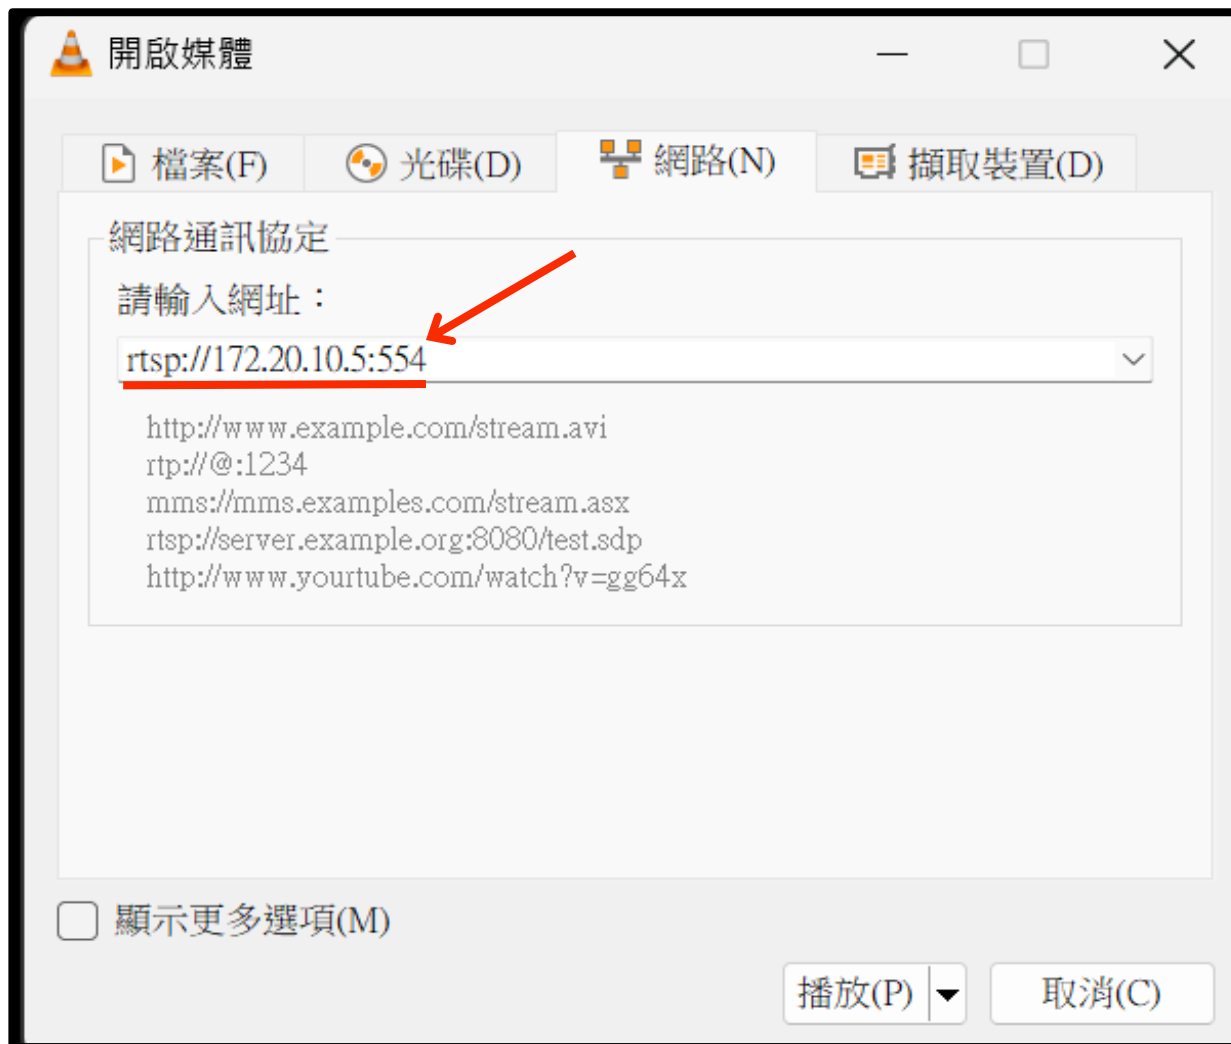 開啟媒體
檔案(F) 光碟(D) 網路(N) 擷取裝置(D)
網路通訊協定
請輸入網址：
rtsp://172.20.10.5:554
http://www.example.com/stream.avi
rtp://@:1234
mms://mms.examples.com/stream.asx
rtsp://server.example.org:8080/test.sdp
http://www.yourtube.com/watch?v=gg64x
顯示更多選項(M)
播放(P) 取消(C)